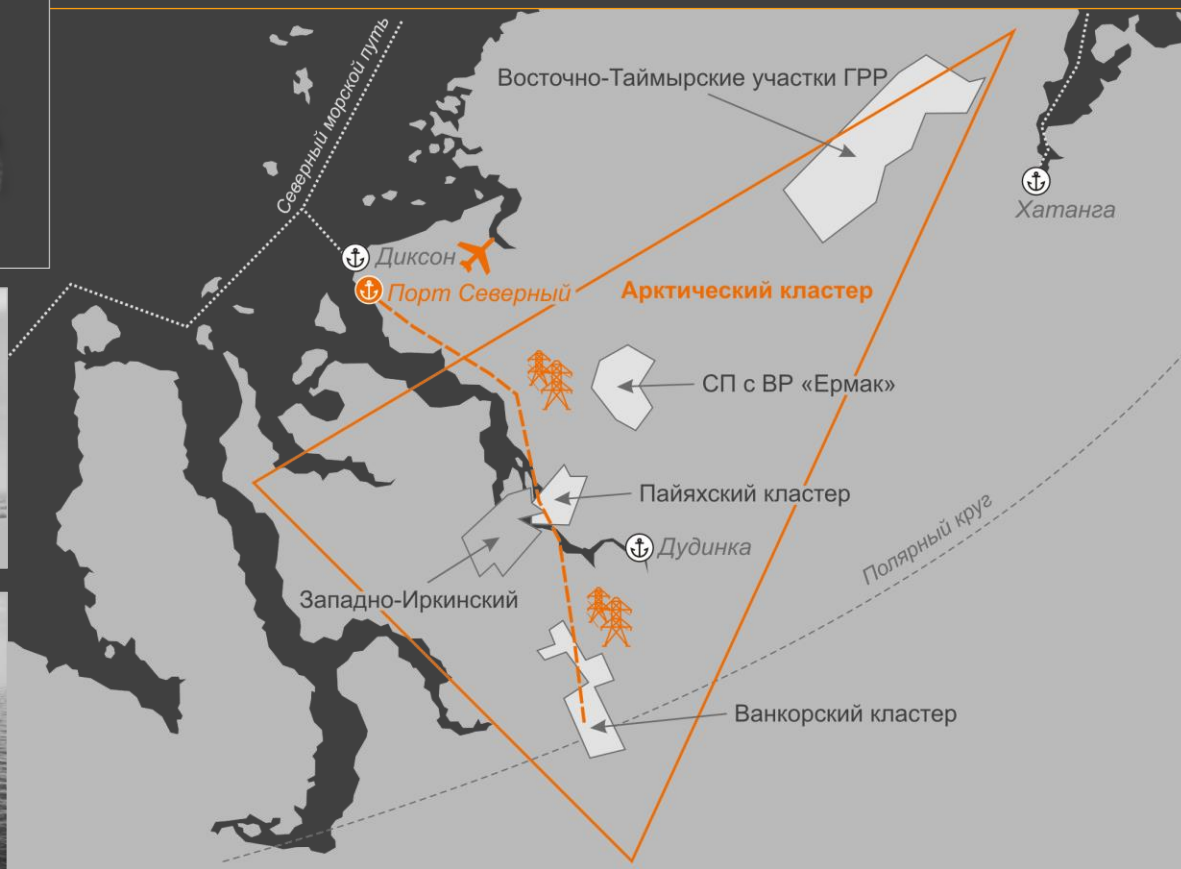 Северный морской путь
Восточно-Таймырские участки ГРР
Хатанга
Диксон
Порт Северный
Арктический кластер
СП с ВР «Ермак»
Пайяхский кластер
Дудинка
Полярный круг
Западно-Иркинский
Ванкорский кластер